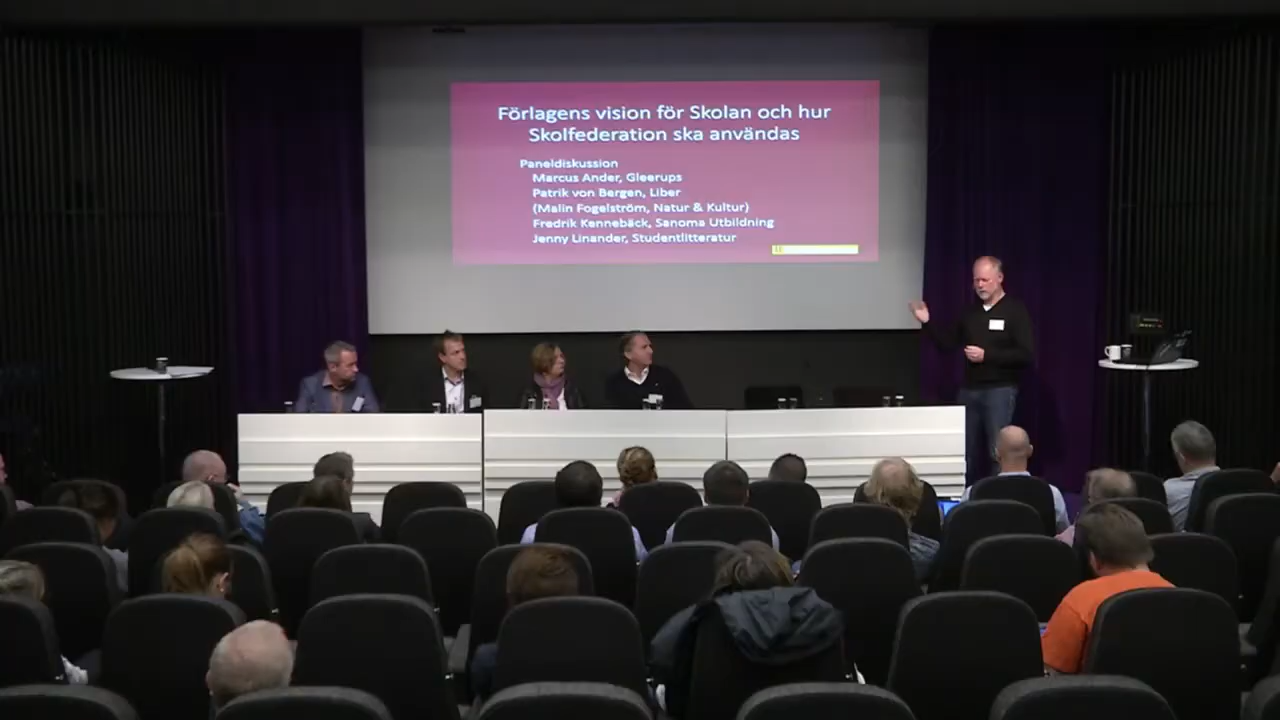 Förlagens vision för Skolan och hur
Skolfederation ska användas
Paneldiskussion
Marcus Ander, Gleerups
Patrik von Bergen, Liber
(Malin Fogelström, Natur & Kultur)
Fredrik Kennebäck, Sanoma Utbildning
Jenny Linander, Studentlitteratur